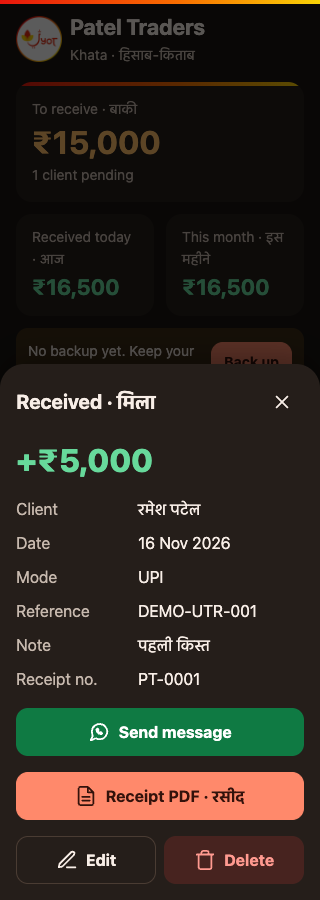 Jyot
Patel Traders
Khata · हिसाब-किताब
To receive · बाकी
₹15,000
1 client pending
Received today · आज
₹16,500
This month · इस महीने
₹16,500
No backup yet. Keep your
Back up
Received · मिला
+₹5,000
Client रमेश पटेल
Date 16 Nov 2026
Mode UPI
Reference DEMO-UTR-001
Note पहली किस्त
Receipt no. PT-0001
Send message
Receipt PDF · रसीद
Edit
Delete